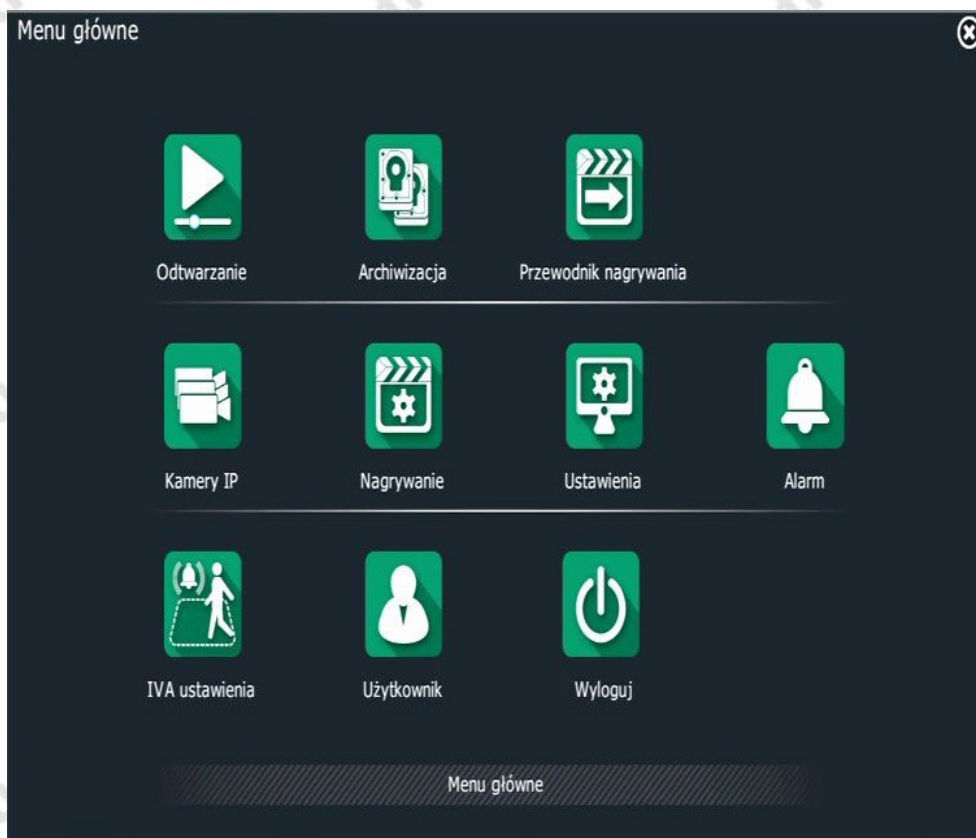 Menu główne
Odtwarzanie Archiwizacja Przewodnik nagrywania
Kamery IP Nagrywanie Ustawienia Alarm
IVA ustawienia Użytkownik Wyloguj
Menu główne